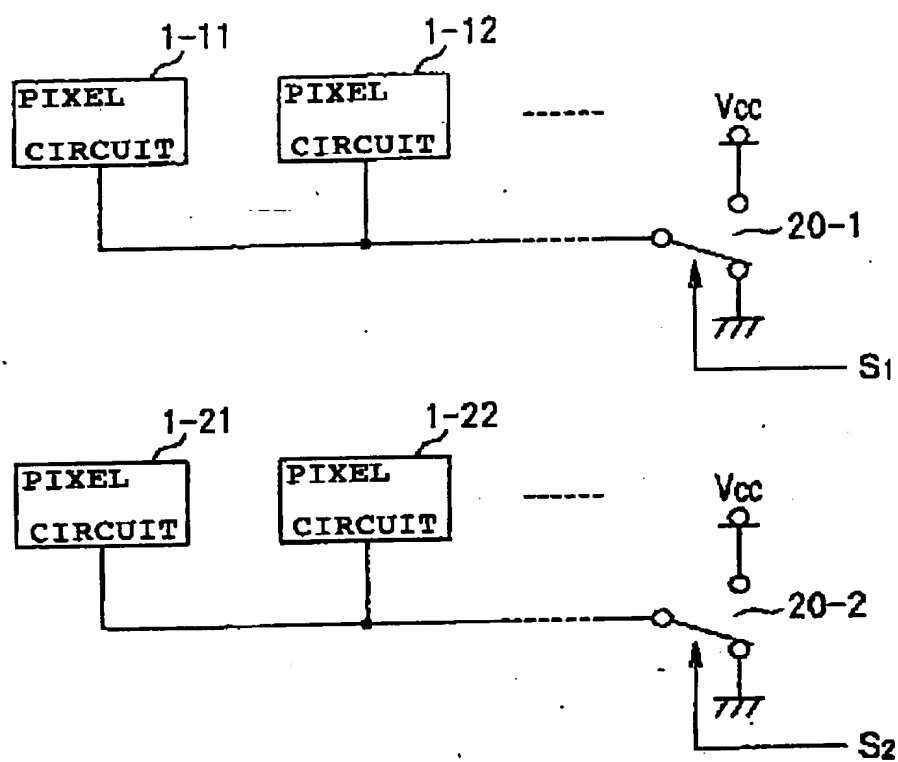 1-11
1-12
PIXEL
CIRCUIT
PIXEL
CIRCUIT
Vcc
20-1
S1
1-21
1-22
PIXEL
CIRCUIT
PIXEL
CIRCUIT
Vcc
20-2
S2